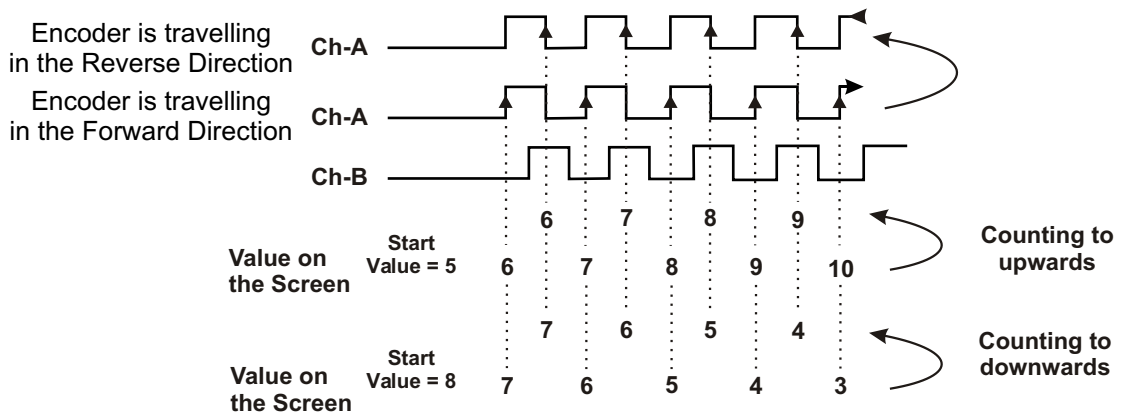 Encoder is travelling
in the Reverse Direction
Ch-A
Encoder is travelling
in the Forward Direction
Ch-A
Ch-B
6 7 8 9
Value on
the Screen
Start
Value = 5
6 7 8 9 10
Counting to
upwards
7 6 5 4
Value on
the Screen
Start
Value = 8
7 6 5 4 3
Counting to
downwards